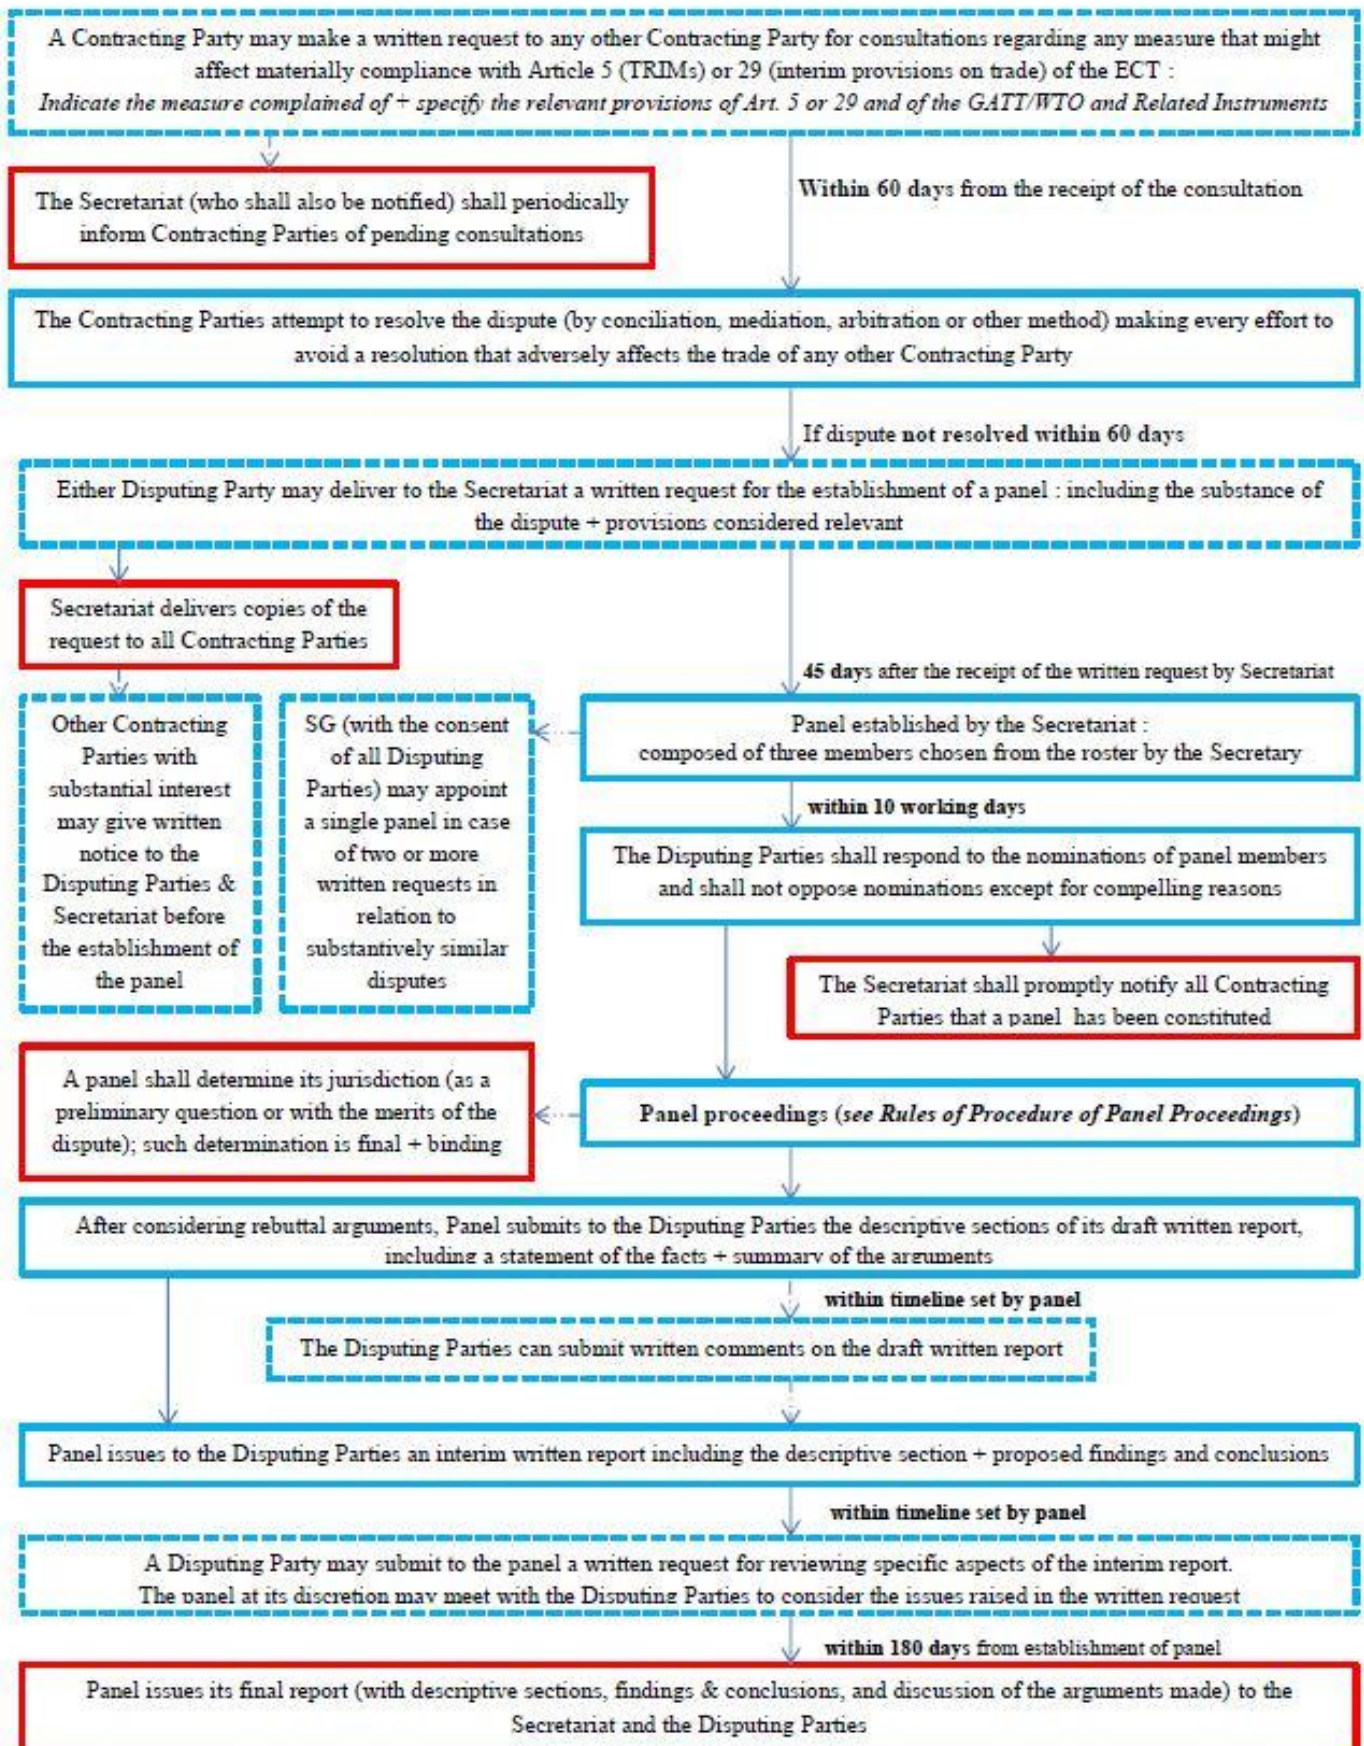 A Contracting Party may make a written request to any other Contracting Party for consultations regarding any measure that might
affect materially compliance with Article 5 (TRIMs) or 29 (interim provisions on trade) of the ECT :
Indicate the measure complained of + specify the relevant provisions of Art. 5 or 29 and of the GATT/WTO and Related Instruments
The Secretariat (who shall also be notified) shall periodically
inform Contracting Parties of pending consultations
Within 60 days from the receipt of the consultation
The Contracting Parties attempt to resolve the dispute (by conciliation, mediation, arbitration or other method) making every effort to
avoid a resolution that adversely affects the trade of any other Contracting Party
If dispute not resolved within 60 days
Either Disputing Party may deliver to the Secretariat a written request for the establishment of a panel : including the substance of
the dispute + provisions considered relevant
Secretariat delivers copies of the
request to all Contracting Parties
45 days after the receipt of the written request by Secretariat
Other Contracting
Parties with
substantial interest
may give written
notice to the
Disputing Parties &
Secretariat before
the establishment of
the panel
SG (with the consent
of all Disputing
Parties) may appoint
a single panel in case
of two or more
written requests in
relation to
substantively similar
disputes
Panel established by the Secretariat :
composed of three members chosen from the roster by the Secretary
within 10 working days
The Disputing Parties shall respond to the nominations of panel members
and shall not oppose nominations except for compelling reasons
The Secretariat shall promptly notify all Contracting
Parties that a panel has been constituted
A panel shall determine its jurisdiction (as a
preliminary question or with the merits of the
dispute); such determination is final + binding
Panel proceedings (see Rules of Procedure of Panel Proceedings)
After considering rebuttal arguments, Panel submits to the Disputing Parties the descriptive sections of its draft written report,
including a statement of the facts + summary of the arguments
within timeline set by panel
The Disputing Parties can submit written comments on the draft written report
Panel issues to the Disputing Parties an interim written report including the descriptive section + proposed findings and conclusions
within timeline set by panel
A Disputing Party may submit to the panel a written request for reviewing specific aspects of the interim report.
The panel at its discretion may meet with the Disputing Parties to consider the issues raised in the written request
within 180 days from establishment of panel
Panel issues its final report (with descriptive sections, findings & conclusions, and discussion of the arguments made) to the
Secretariat and the Disputing Parties